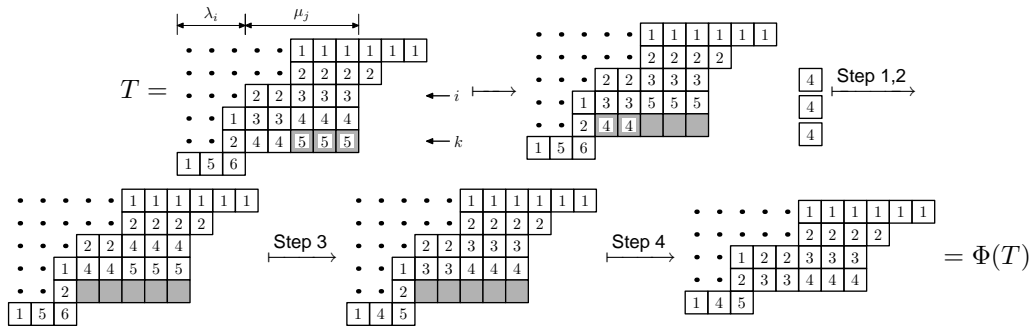 λ_i μ_j
T =
1 1 1 1 1 1
2 2 2 2
2 2 3 3 3
1 3 3 4 4 4
2 4 4 5 5 5
1 5 6
i
k
1 1 1 1 1 1
2 2 2 2
2 2 3 3 3
1 3 3 5 5 5
2 4 4
1 5 6
4
4
4
Step 1,2
1 1 1 1 1 1
2 2 2 2
2 2 4 4 4
1 4 4 5 5 5
2
1 5 6
Step 3
1 1 1 1 1 1
2 2 2 2
2 2 3 3 3
1 3 3 4 4 4
2
1 4 5
Step 4
1 1 1 1 1 1
2 2 2 2
1 2 2 3 3 3
2 3 3 4 4 4
1 4 5
= Φ(T)